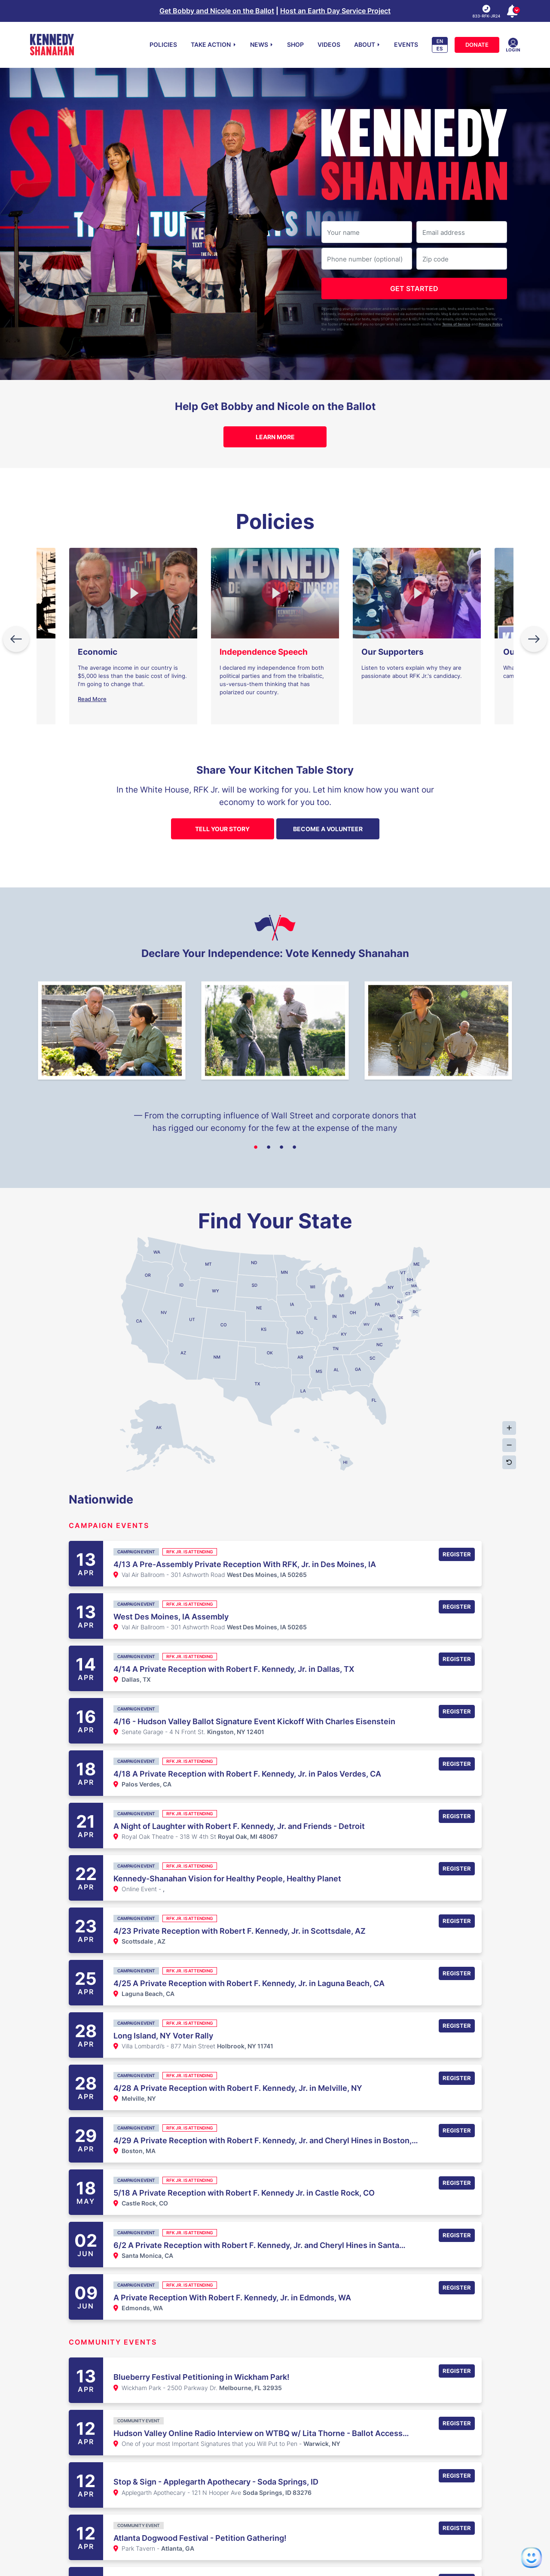 Get Bobby and Nicole on the Ballot | Host an Earth Day Service Project
833-RFK-JR24
KENNEDY
SHANAHAN
POLICIES
TAKE ACTION
NEWS
SHOP
VIDEOS
ABOUT
EVENTS
EN
ES
DONATE
LOGIN
KENNEDY
SHANAHAN
Your name
Email address
Phone number (optional)
Zip code
GET STARTED
Help Get Bobby and Nicole on the Ballot
LEARN MORE
Policies
Economic
The average income in our country is
$5,000 less than the basic cost of living.
I'm going to change that.
Read More
Independence Speech
I declared my independence from both
political parties and from the tribalistic,
us-versus-them thinking that has
polarized our country.
Our Supporters
Listen to voters explain why they are
passionate about RFK Jr.'s candidacy.
Share Your Kitchen Table Story
In the White House, RFK Jr. will be working for you. Let him know how you want our
economy to work for you too.
TELL YOUR STORY
BECOME A VOLUNTEER
Declare Your Independence: Vote Kennedy Shanahan
— From the corrupting influence of Wall Street and corporate donors that
has rigged our economy for the few at the expense of the many
Find Your State
WA
MT
ND
MN
ME
VT
NH
OR
ID
SD
WI
MI
NY
MA
WY
CT
NE
IA
PA
NJ
NV
UT
CO
IL
IN
OH
MD
DE
DC
CA
KS
MO
KY
WV
VA
AZ
NM
OK
AR
TN
NC
SC
MS
AL
GA
TX
LA
FL
AK
HI
Nationwide
CAMPAIGN EVENTS
13
APR
CAMPAIGN EVENT
RFK JR. IS ATTENDING
4/13 A Pre-Assembly Private Reception With RFK, Jr. in Des Moines, IA
Val Air Ballroom - 301 Ashworth Road West Des Moines, IA 50265
REGISTER
13
APR
CAMPAIGN EVENT
RFK JR. IS ATTENDING
West Des Moines, IA Assembly
Val Air Ballroom - 301 Ashworth Road West Des Moines, IA 50265
REGISTER
14
APR
CAMPAIGN EVENT
RFK JR. IS ATTENDING
4/14 A Private Reception with Robert F. Kennedy, Jr. in Dallas, TX
Dallas, TX
REGISTER
16
APR
CAMPAIGN EVENT
4/16 - Hudson Valley Ballot Signature Event Kickoff With Charles Eisenstein
Senate Garage - 4 N Front St. Kingston, NY 12401
REGISTER
18
APR
CAMPAIGN EVENT
RFK JR. IS ATTENDING
4/18 A Private Reception with Robert F. Kennedy, Jr. in Palos Verdes, CA
Palos Verdes, CA
REGISTER
21
APR
CAMPAIGN EVENT
RFK JR. IS ATTENDING
A Night of Laughter with Robert F. Kennedy, Jr. and Friends - Detroit
Royal Oak Theatre - 318 W 4th St Royal Oak, MI 48067
REGISTER
22
APR
CAMPAIGN EVENT
RFK JR. IS ATTENDING
Kennedy-Shanahan Vision for Healthy People, Healthy Planet
Online Event - ,
REGISTER
23
APR
CAMPAIGN EVENT
RFK JR. IS ATTENDING
4/23 Private Reception with Robert F. Kennedy, Jr. in Scottsdale, AZ
Scottsdale , AZ
REGISTER
25
APR
CAMPAIGN EVENT
RFK JR. IS ATTENDING
4/25 A Private Reception with Robert F. Kennedy, Jr. in Laguna Beach, CA
Laguna Beach, CA
REGISTER
28
APR
CAMPAIGN EVENT
RFK JR. IS ATTENDING
Long Island, NY Voter Rally
Villa Lombardi's - 877 Main Street Holbrook, NY 11741
REGISTER
28
APR
CAMPAIGN EVENT
RFK JR. IS ATTENDING
4/28 A Private Reception with Robert F. Kennedy, Jr. in Melville, NY
Melville, NY
REGISTER
29
APR
CAMPAIGN EVENT
RFK JR. IS ATTENDING
4/29 A Private Reception with Robert F. Kennedy, Jr. and Cheryl Hines in Boston,...
Boston, MA
REGISTER
18
MAY
CAMPAIGN EVENT
RFK JR. IS ATTENDING
5/18 A Private Reception with Robert F. Kennedy Jr. in Castle Rock, CO
Castle Rock, CO
REGISTER
02
JUN
CAMPAIGN EVENT
RFK JR. IS ATTENDING
6/2 A Private Reception with Robert F. Kennedy, Jr. and Cheryl Hines in Santa...
Santa Monica, CA
REGISTER
09
JUN
CAMPAIGN EVENT
RFK JR. IS ATTENDING
A Private Reception With Robert F. Kennedy, Jr. in Edmonds, WA
Edmonds, WA
REGISTER
COMMUNITY EVENTS
13
APR
Blueberry Festival Petitioning in Wickham Park!
Wickham Park - 2500 Parkway Dr. Melbourne, FL 32935
REGISTER
12
APR
COMMUNITY EVENT
Hudson Valley Online Radio Interview on WTBQ w/ Lita Thorne - Ballot Access...
One of your most Important Signatures that you Will Put to Pen - Warwick, NY
REGISTER
12
APR
Stop & Sign - Applegarth Apothecary - Soda Springs, ID
Applegarth Apothecary - 121 N Hooper Ave Soda Springs, ID 83276
REGISTER
12
APR
COMMUNITY EVENT
Atlanta Dogwood Festival - Petition Gathering!
Park Tavern - Atlanta, GA
REGISTER